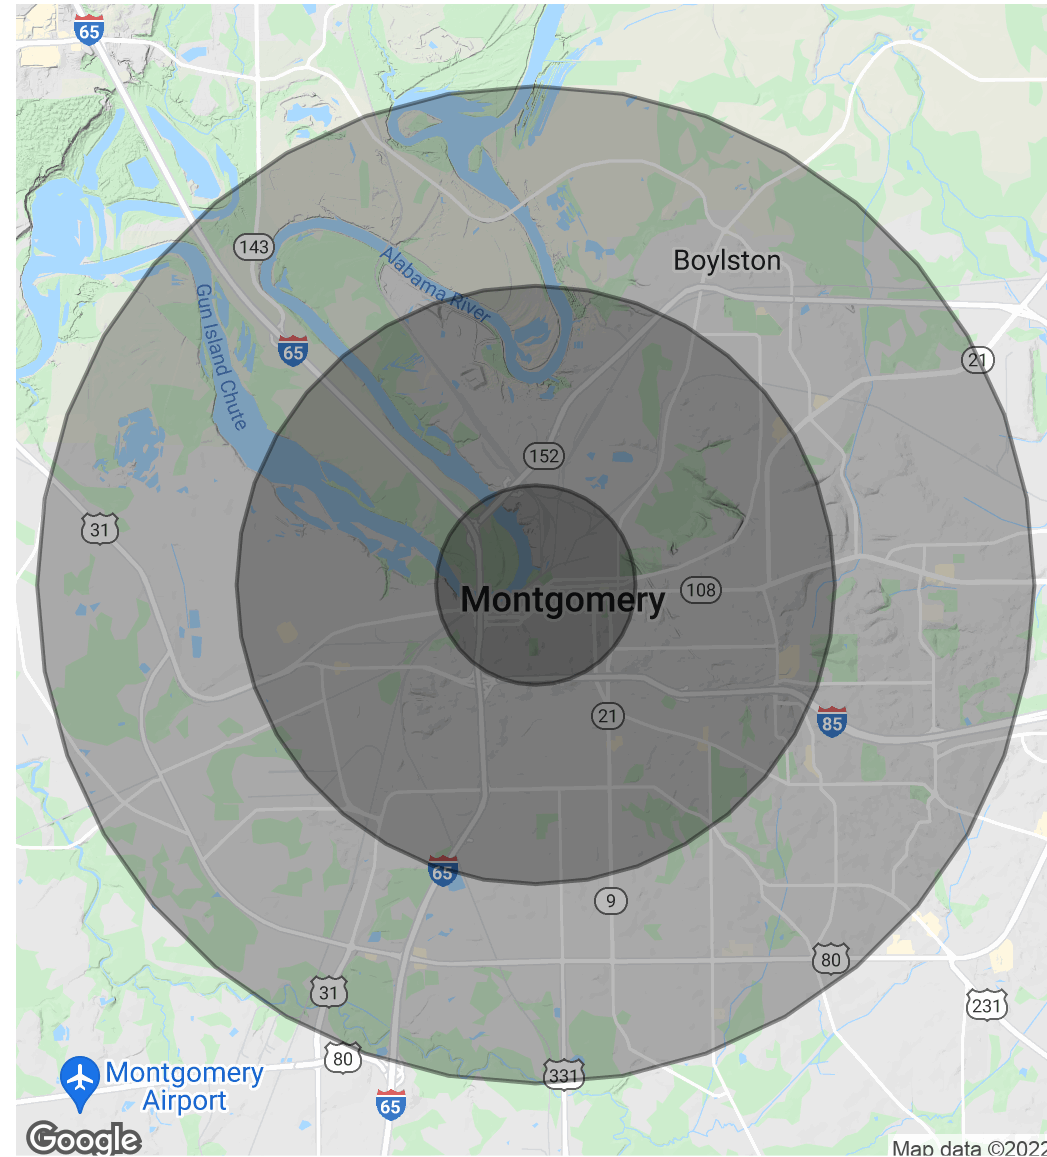 65
143
Boylston
Alabama River
Gun Island Chute
65
21
152
31
Montgomery
108
21
85
65
9
80
31
231
80
Montgomery
Airport
331
65
Google
Map data ©2022